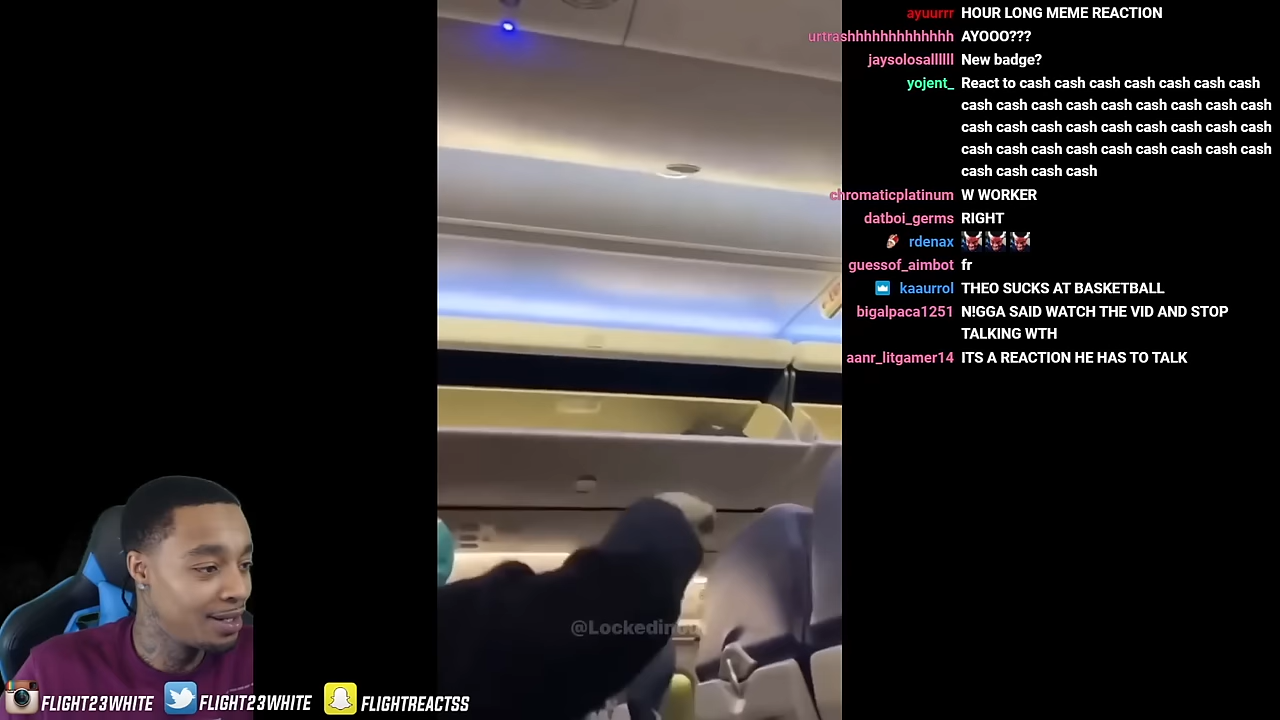 ayuurrr HOUR LONG MEME REACTION
urtrashhhhhhhhhhhhh AYOOO???
jaysolosallllll New badge?
yojent_ React to cash cash cash cash cash cash cash
cash cash cash cash cash cash cash cash cash
cash cash cash cash cash cash cash cash cash
cash cash cash cash cash cash cash cash cash
cash cash cash cash
chromaticplatinum W WORKER
datboi_germs RIGHT
rdenax
guessof_aimbot fr
kaaurrol THEO SUCKS AT BASKETBALL
bigalpaca1251 N!GGA SAID WATCH THE VID AND STOP
TALKING WTH
aanr_litgamer14 ITS A REACTION HE HAS TO TALK
FLIGHT23WHITE FLIGHT23WHITE FLIGHTREACTSS